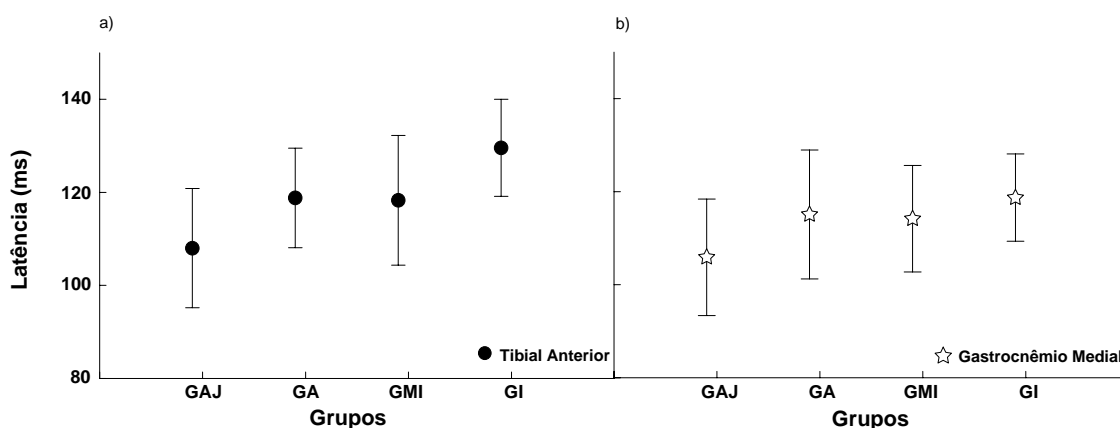 a)
Latência (ms)
140
120
100
80
Tibial Anterior
GAJ GA GMI GI
Grupos
b)
Gastrocnêmio Medial
GAJ GA GMI GI
Grupos